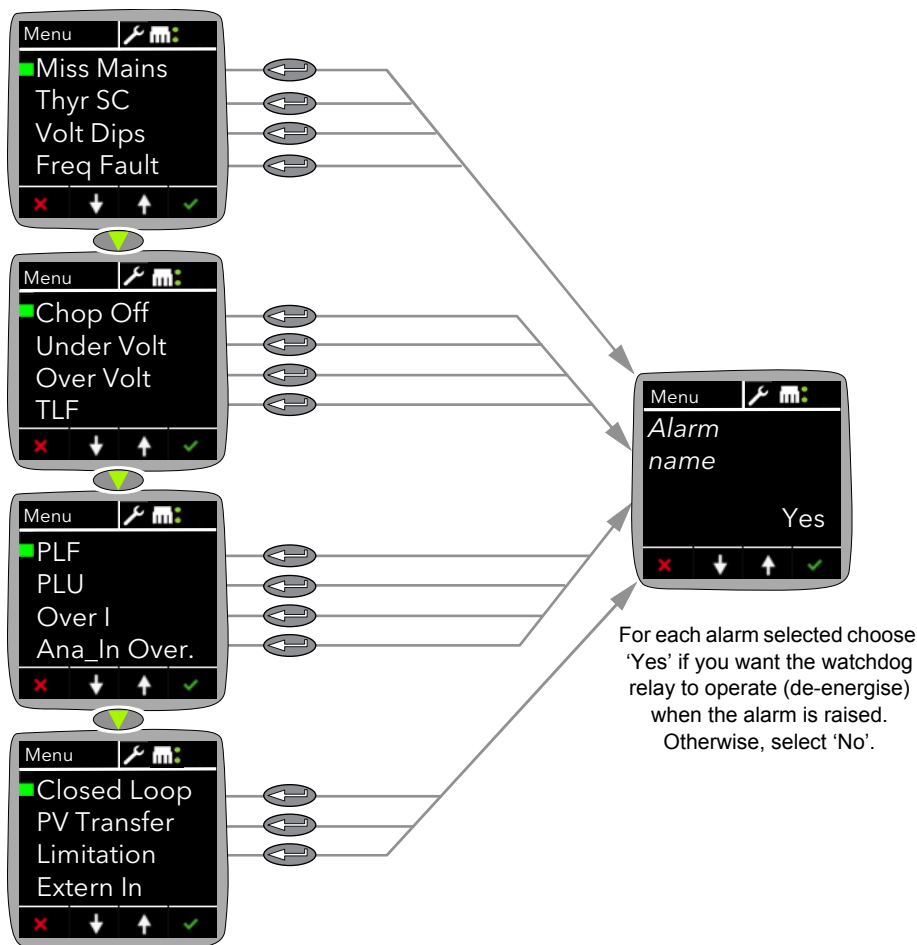 Menu
Miss Mains
Thyr SC
Volt Dips
Freq Fault
Menu
Chop Off
Under Volt
Over Volt
TLF
Menu
PLF
PLU
Over I
Ana_In Over.
Menu
Closed Loop
PV Transfer
Limitation
Extern In
Menu
Alarm
name
Yes
For each alarm selected choose
‘Yes’ if you want the watchdog
relay to operate (de-energise)
when the alarm is raised.
Otherwise, select ‘No’.